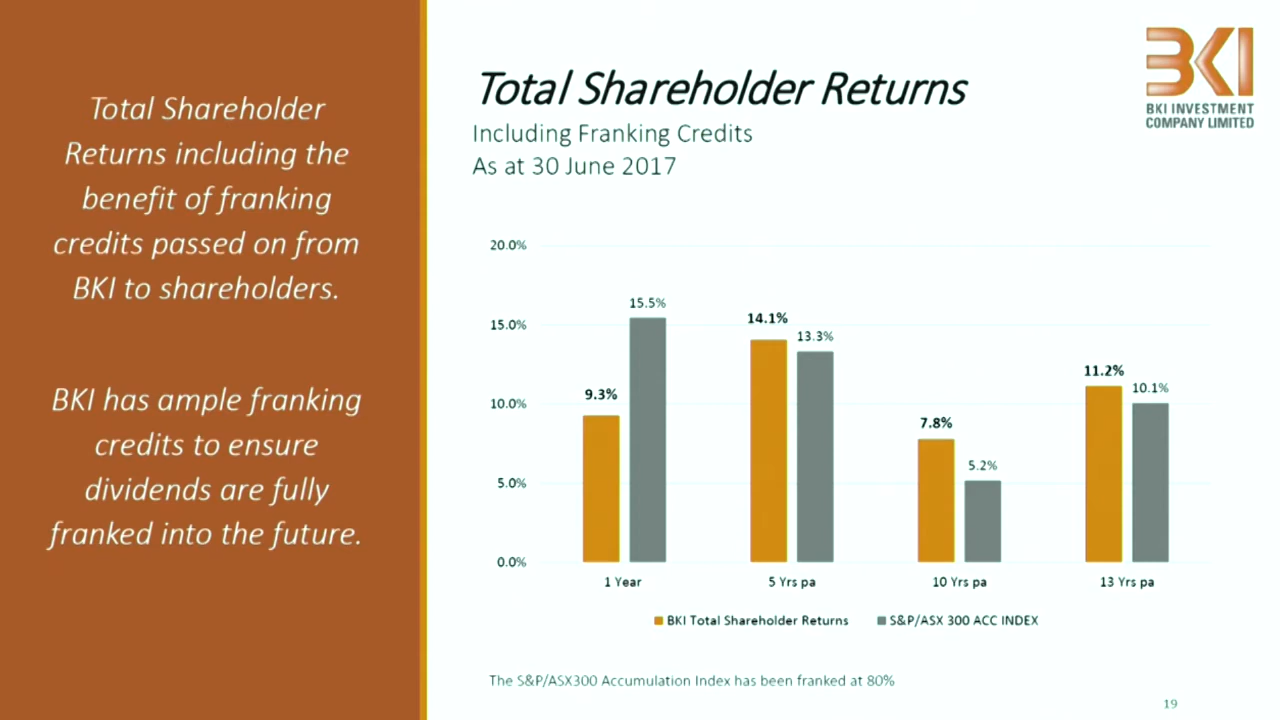 Total Shareholder
Returns including the
benefit of franking
credits passed on from
BKI to shareholders.
BKI has ample franking
credits to ensure
dividends are fully
franked into the future.
Total Shareholder Returns
Including Franking Credits
As at 30 June 2017
BKI
BKI INVESTMENT
COMPANY LIMITED
20.0%
15.0%
10.0%
5.0%
0.0%
9.3%
15.5%
14.1%
13.3%
7.8%
5.2%
11.2%
10.1%
1 Year
5 Yrs pa
10 Yrs pa
13 Yrs pa
BKI Total Shareholder Returns
S&P/ASX 300 ACC INDEX
The S&P/ASX300 Accumulation Index has been franked at 80%
19